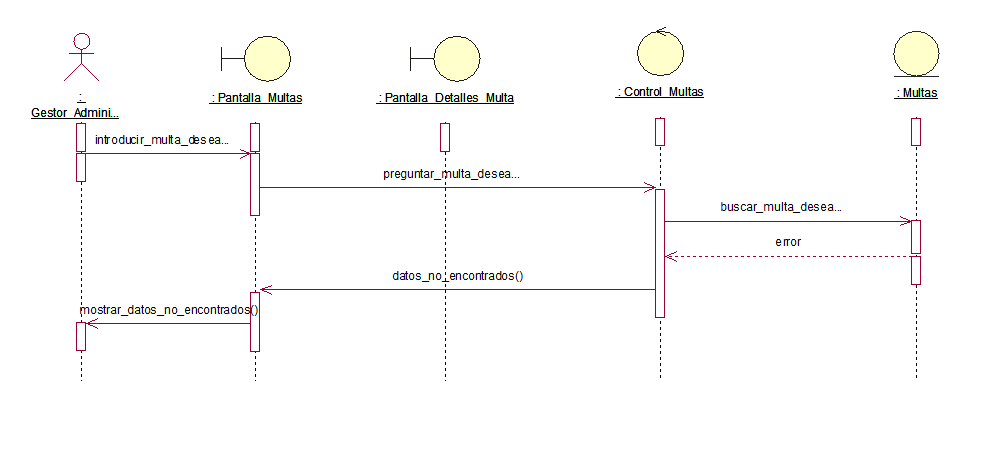 :
Gestor_Admini...
: Pantalla_Multas
: Pantalla_Detalles_Multa
: Control_Multas
: Multas
introducir_multa_desea...
preguntar_multa_desea...
buscar_multa_desea...
error
datos_no_encontrados()
mostrar_datos_no_encontrados()